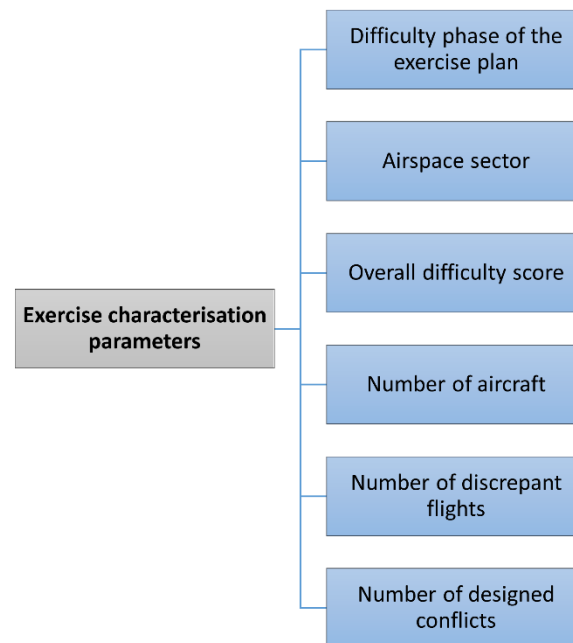 Difficulty phase of the
exercise plan
Airspace sector
Overall difficulty score
Exercise characterisation
parameters
Number of aircraft
Number of discrepant
flights
Number of designed
conflicts